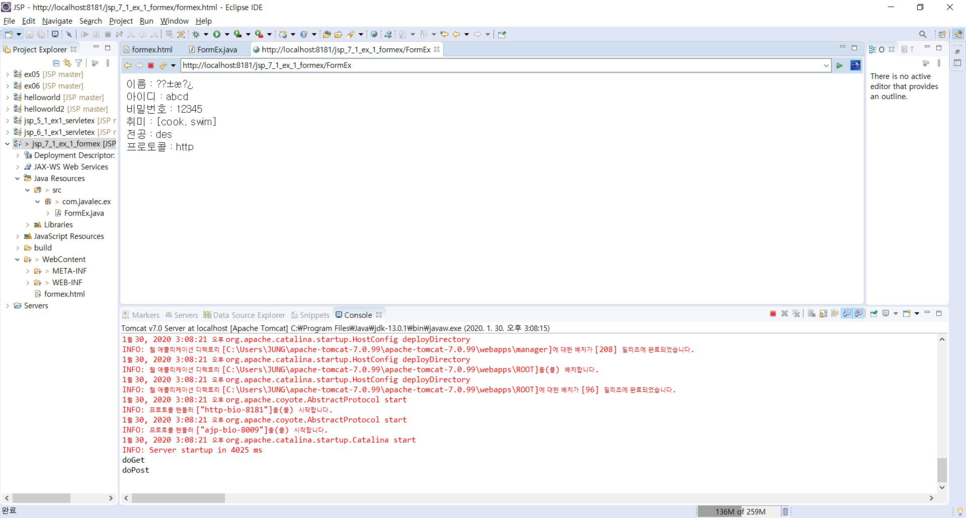 JSP - http://localhost:8181/jsp_7_1_ex_1_formex/formex.html - Eclipse IDE
File Edit Navigate Search Project Run Window Help
Project Explorer
formex.html FormEx.java http://localhost:8181/jsp_7_1_ex_1_formex/FormEx
http://localhost:8181/jsp_7_1_ex_1_formex/FormEx
ex05 [JSP master]
ex06 [JSP master]
helloworld [JSP master]
helloworld2 [JSP master]
jsp_5_1_ex1_servletex [JSP r
jsp_6_1_ex1_servletex [JSP r
> jsp_7_1_ex_1_formex [JSP
> Deployment Descriptor:
> JAX-WS Web Services
Java Resources
> src
> com.javalec.ex
> FormEx.java
> Libraries
> JavaScript Resources
> build
> WebContent
> META-INF
> WEB-INF
formex.html
> Servers
이름 : ??±æ?¿
아이디 : abcd
비밀번호 : 12345
취미 : [cook, swim]
전공 : des
프로토콜 : http
There is no active
editor that provides
an outline.
Markers Servers Data Source Explorer Snippets Console
Tomcat v7.0 Server at localhost [Apache Tomcat] C:₩Program Files₩Java₩jdk-13.0.1₩bin₩javaw.exe (2020. 1. 30. 오후 3:08:15)
1월 30, 2020 3:08:21 오후 org.apache.catalina.startup.HostConfig deployDirectory
INFO: 웹 애플리케이션 디렉토리 [C:\Users\JUNG\apache-tomcat-7.0.99\apache-tomcat-7.0.99\webapps\manager]에 대한 배치가 [208] 밀리초에 완료되었습니다.
1월 30, 2020 3:08:21 오후 org.apache.catalina.startup.HostConfig deployDirectory
INFO: 웹 애플리케이션 디렉토리 [C:\Users\JUNG\apache-tomcat-7.0.99\apache-tomcat-7.0.99\webapps\ROOT]을(를) 배치합니다.
1월 30, 2020 3:08:21 오후 org.apache.catalina.startup.HostConfig deployDirectory
INFO: 웹 애플리케이션 디렉토리 [C:\Users\JUNG\apache-tomcat-7.0.99\apache-tomcat-7.0.99\webapps\ROOT]에 대한 배치가 [96] 밀리초에 완료되었습니다.
1월 30, 2020 3:08:21 오후 org.apache.coyote.AbstractProtocol start
INFO: 프로토콜 핸들러 ["http-bio-8181"]을(를) 시작합니다.
1월 30, 2020 3:08:21 오후 org.apache.coyote.AbstractProtocol start
INFO: 프로토콜 핸들러 ["ajp-bio-8009"]을(를) 시작합니다.
1월 30, 2020 3:08:21 오후 org.apache.catalina.startup.Catalina start
INFO: Server startup in 4025 ms
doGet
doPost
완료
136M of 259M